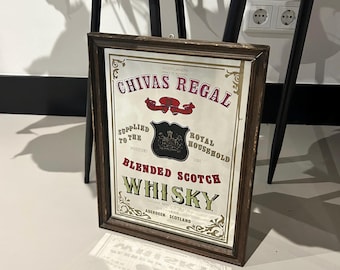 CHIVAS REGAL
SUPPLIED TO THE
ROYAL HOUSEHOLD
BLENDED SCOTCH
WHISKY
ABERDEEN SCOTLAND